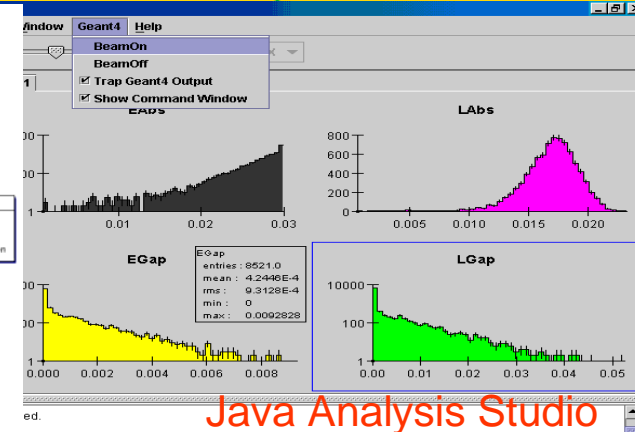 Window Geant4 Help
BeamOn
BeamOff
Trap Geant4 Output
Show Command Window
EAbs
0.01 0.02 0.03
LAbs
800
600
400
200
0
0.005 0.010 0.015 0.020
EGap
EGap
entries : 8521.0
mean : 4.2446E-4
rms : 9.3128E-4
min : 0
max : 0.0092828
1
0.000 0.002 0.004 0.006 0.008
LGap
10000
100
1
0.00 0.01 0.02 0.03 0.04 0.05
ed.
Java Analysis Studio